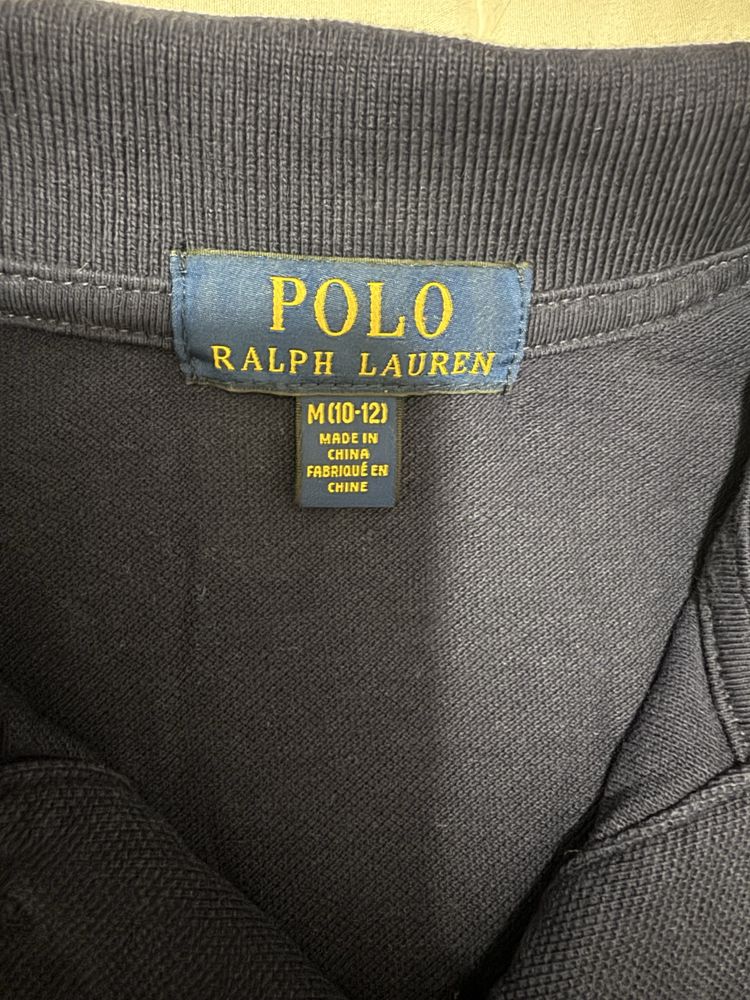 POLO
RALPH LAUREN
M(10-12)
MADE IN
CHINA
FABRIQUÉ EN
CHINE